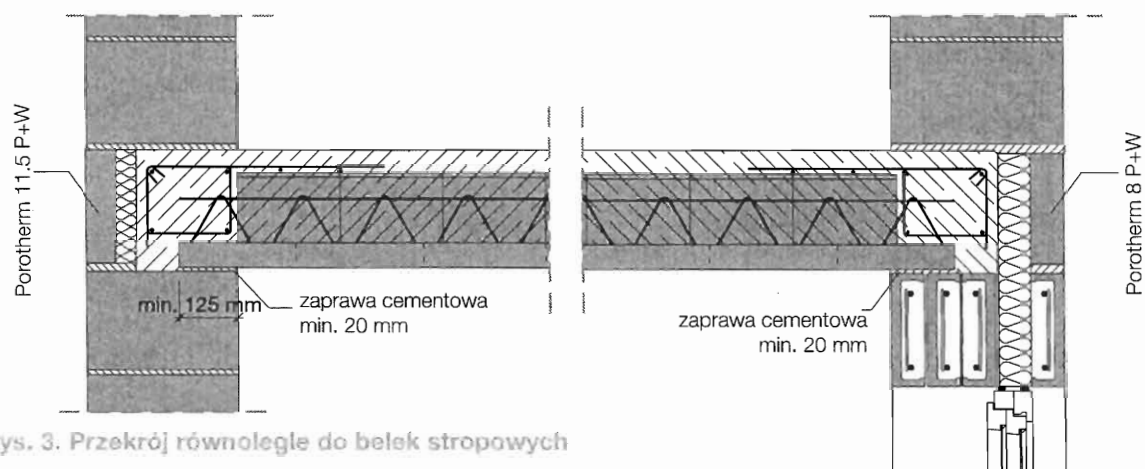 Porotherm 11.5 P+W
Porotherm 8 P+W
min. 125 mm
zaprawa cementowa
min. 20 mm
zaprawa cementowa
min. 20 mm
ys. 3. Przekrój równolegle do belek stropowych